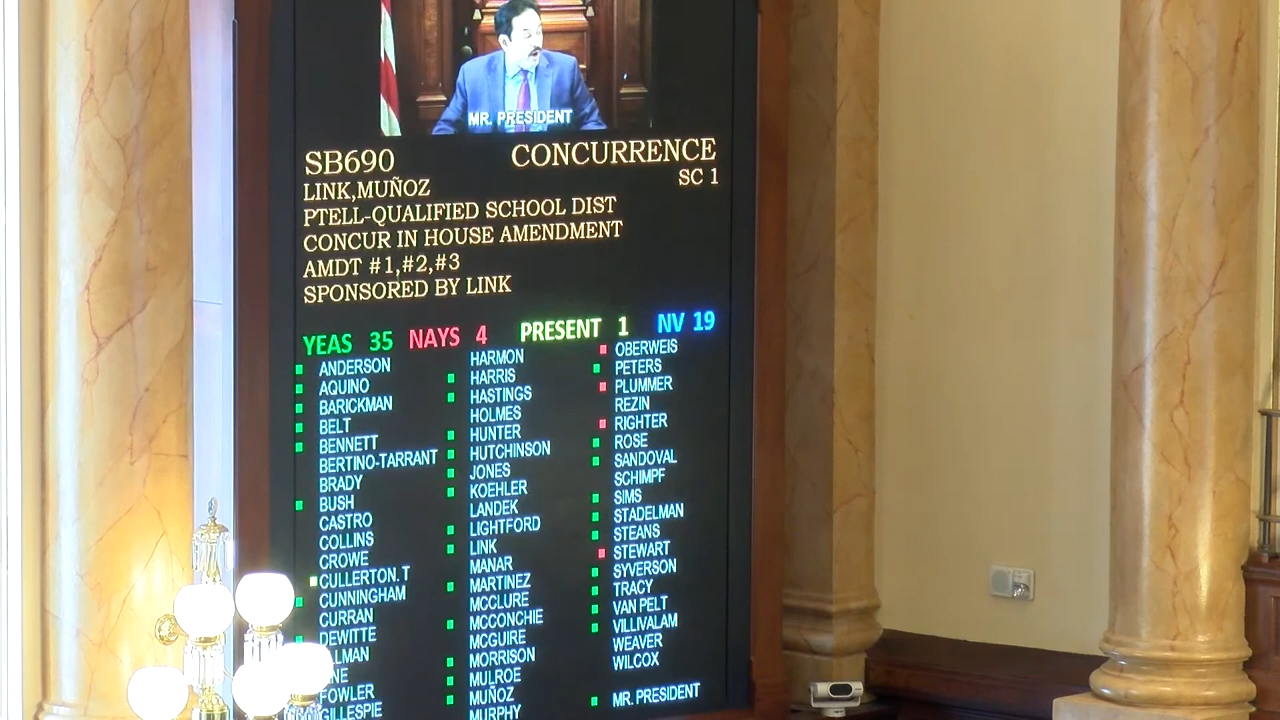 MR. PRESIDENT
SB690 CONCURRENCE
LINK,MUÑOZ SC 1
PTELL-QUALIFIED SCHOOL DIST
CONCUR IN HOUSE AMENDMENT
AMDT #1,#2,#3
SPONSORED BY LINK
YEAS 35 NAYS 4 PRESENT 1 NV 19
ANDERSON
AQUINO
BARICKMAN
BELT
BENNETT
BERTINO-TARRANT
BRADY
BUSH
CASTRO
COLLINS
CROWE
CULLERTON.T
CUNNINGHAM
CURRAN
DEWITTE
FOWLER
GILLESPIE
HARMON
HARRIS
HASTINGS
HOLMES
HUNTER
HUTCHINSON
JONES
KOEHLER
LANDEK
LIGHTFORD
LINK
MANAR
MARTINEZ
MCCLURE
MCCONCHIE
MCGUIRE
MORRISON
MULROE
MUÑOZ
MURPHY
OBERWEIS
PETERS
PLUMMER
REZIN
RIGHTER
ROSE
SANDOVAL
SCHIMPF
SIMS
STADELMAN
STEANS
STEWART
SYVERSON
TRACY
VAN PELT
VILLIVALAM
WEAVER
WILCOX
MR. PRESIDENT